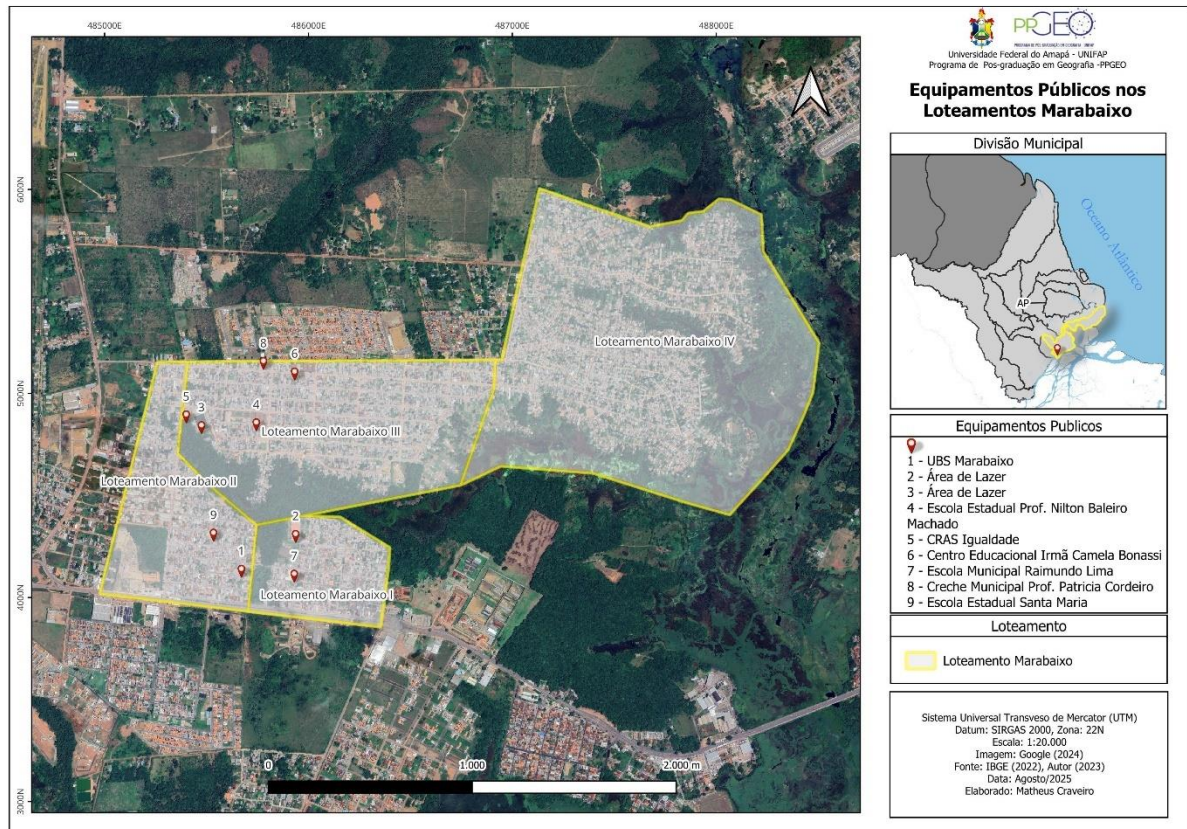 485000E
486000E
487000E
488000E
6000N
5000N
4000N
3000N
8
6
5
3
4
9
1
2
7
Loteamento Marabaixo IV
Loteamento Marabaixo III
Loteamento Marabaixo II
Loteamento Marabaixo I
0
1.000
2.000 m
PPGEO
Universidade Federal do Amapá - UNIFAP
Programa de Pos-graduação em Geografia -PPGEO
Equipamentos Públicos nos
Loteamentos Marabaixo
Divisão Municipal
Oceano Atlântico
AP
Equipamentos Publicos
1 - UBS Marabaixo
2 - Área de Lazer
3 - Área de Lazer
4 - Escola Estadual Prof. Nilton Baleiro
Machado
5 - CRAS Igualdade
6 - Centro Educacional Irmã Camela Bonassi
7 - Escola Municipal Raimundo Lima
8 - Creche Municipal Prof. Patricia Cordeiro
9 - Escola Estadual Santa Maria
Loteamento
Loteamento Marabaixo
Sistema Universal Transveso de Mercator (UTM)
Datum: SIRGAS 2000, Zona: 22N
Escala: 1:20.000
Imagem: Google (2024)
Fonte: IBGE (2022), Autor (2023)
Data: Agosto/2025
Elaborado: Matheus Craveiro